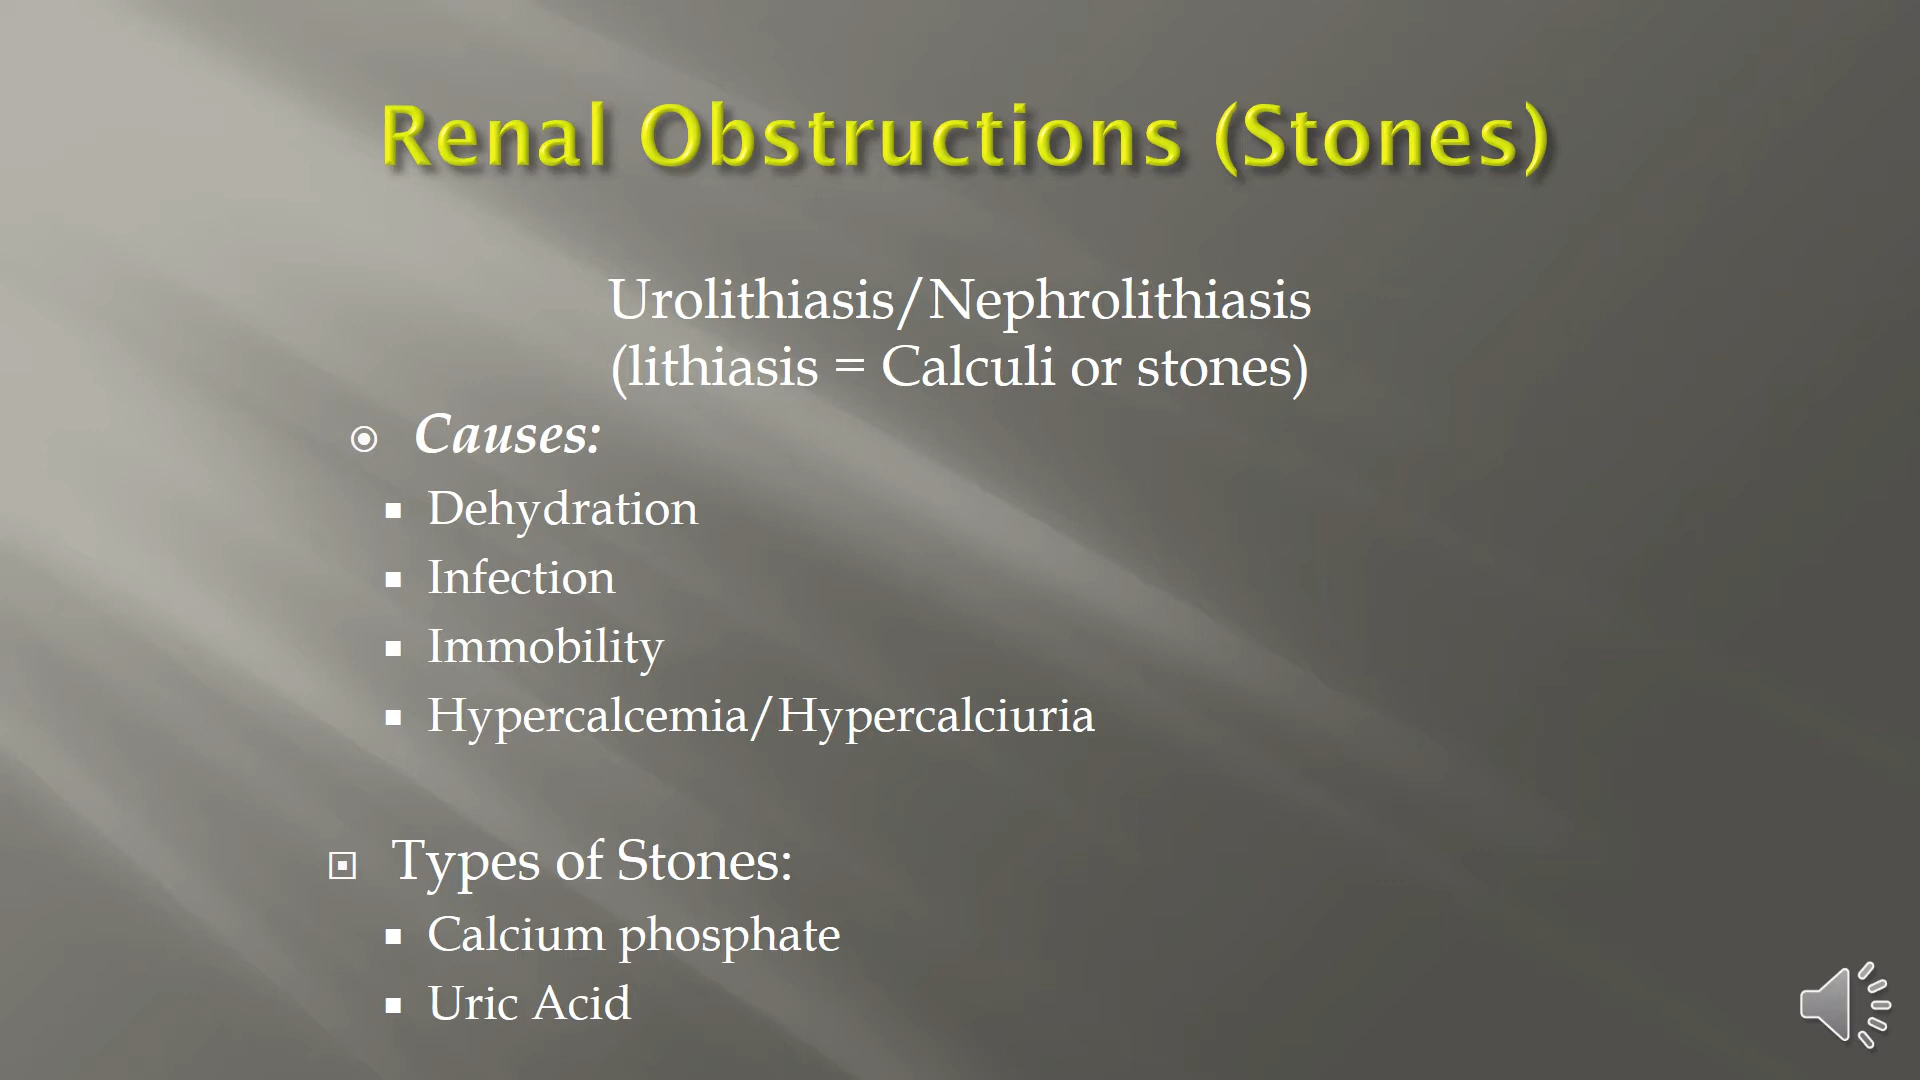 Renal Obstructions (Stones)
Urolithiasis/Nephrolithiasis
(lithiasis = Calculi or stones)
Causes:
Dehydration
Infection
Immobility
Hypercalcemia/Hypercalciuria
Types of Stones:
Calcium phosphate
Uric Acid